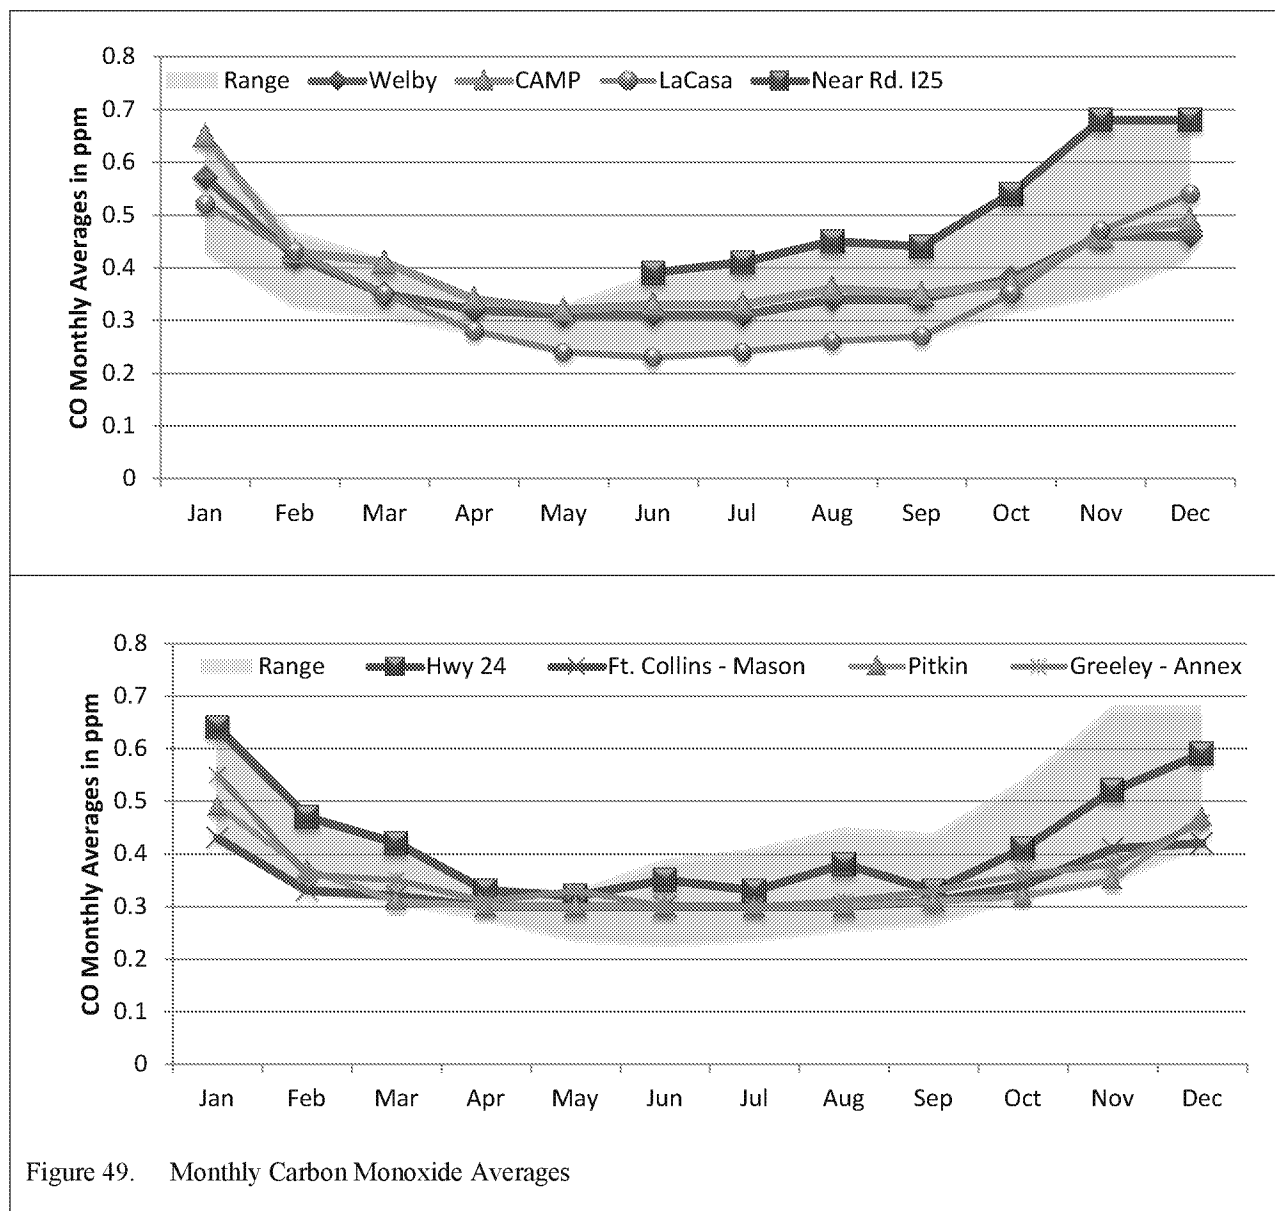 0.8
Range Welby CAMP LaCasa Near Rd. I25
0.7
0.6
0.5
0.4
0.3
0.2
0.1
0
CO Monthly Averages in ppm
Jan Feb Mar Apr May Jun Jul Aug Sep Oct Nov Dec
0.8
Range Hwy 24 Ft. Collins - Mason Pitkin Greeley - Annex
0.7
0.6
0.5
0.4
0.3
0.2
0.1
0
CO Monthly Averages in ppm
Jan Feb Mar Apr May Jun Jul Aug Sep Oct Nov Dec
Figure 49. Monthly Carbon Monoxide Averages